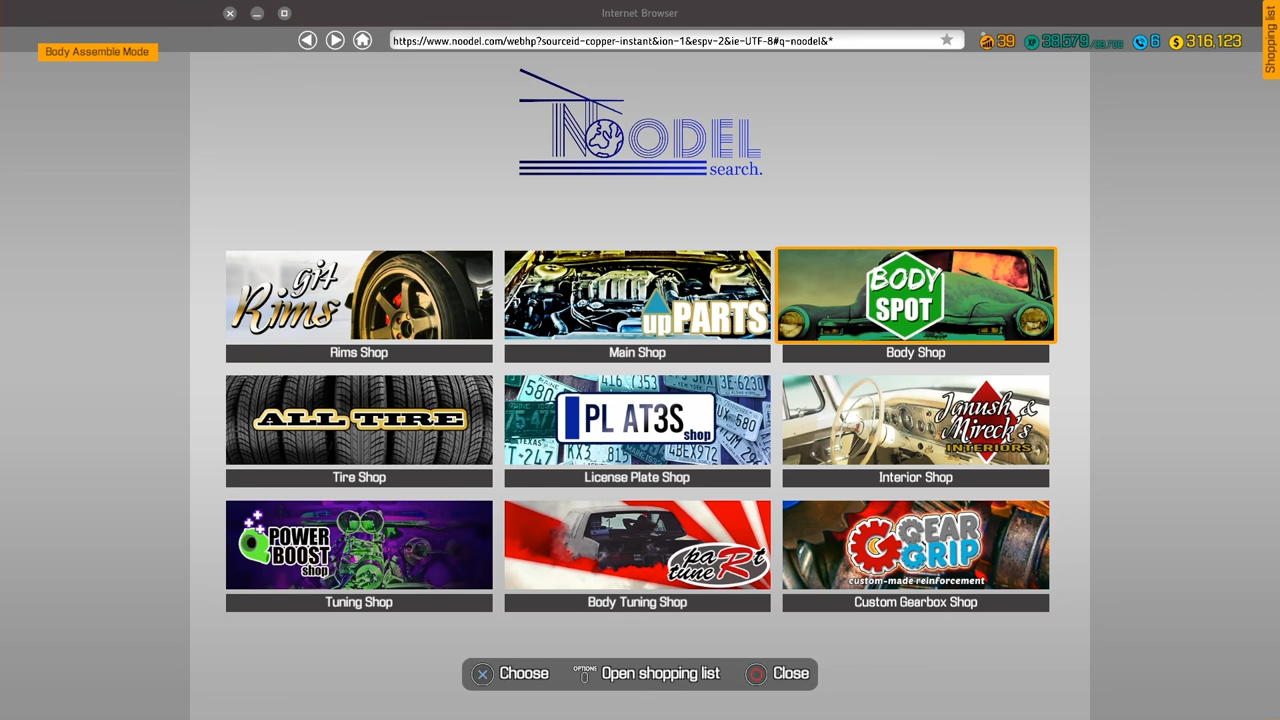 Internet Browser
Shopping list
Body Assemble Mode
https://www.noodel.com/webhp?sourceid-copper-instant&ion-1&espv-2&ie-UTF-8#q-noodel&*
39
XP 38,579
6
$ 316,123
NOODEL
search.
gj4
Rims
upPARTS
BODY
SPOT
Rims Shop
Main Shop
Body Shop
ALL TIRE
580
PL AT3S
shop
Janush &
Mireck's
INTERIORS
Tire Shop
License Plate Shop
Interior Shop
POWER
BOOST
shop
paRt
tune
GEAR
GRIP
custom-made reinforcement
Tuning Shop
Body Tuning Shop
Custom Gearbox Shop
Choose
OPTIONS
Open shopping list
Close